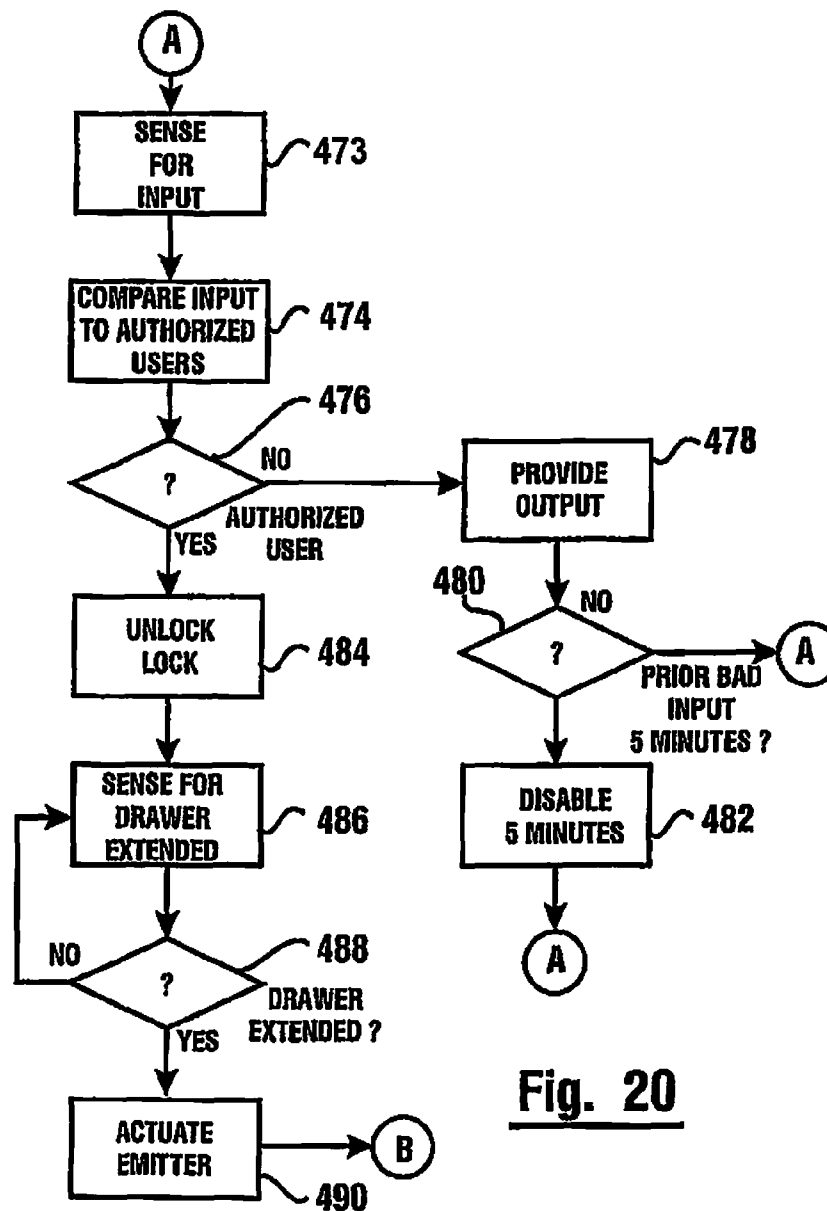 A
SENSE
FOR
INPUT
473
COMPARE INPUT
TO AUTHORIZED
USERS
474
476
?
NO
AUTHORIZED
USER
YES
478
PROVIDE
OUTPUT
480
NO
?
A
PRIOR BAD
INPUT
5 MINUTES ?
UNLOCK
LOCK
484
DISABLE
5 MINUTES
482
A
SENSE FOR
DRAWER
EXTENDED
486
NO
488
?
DRAWER
EXTENDED ?
YES
ACTUATE
EMITTER
490
B
Fig. 20